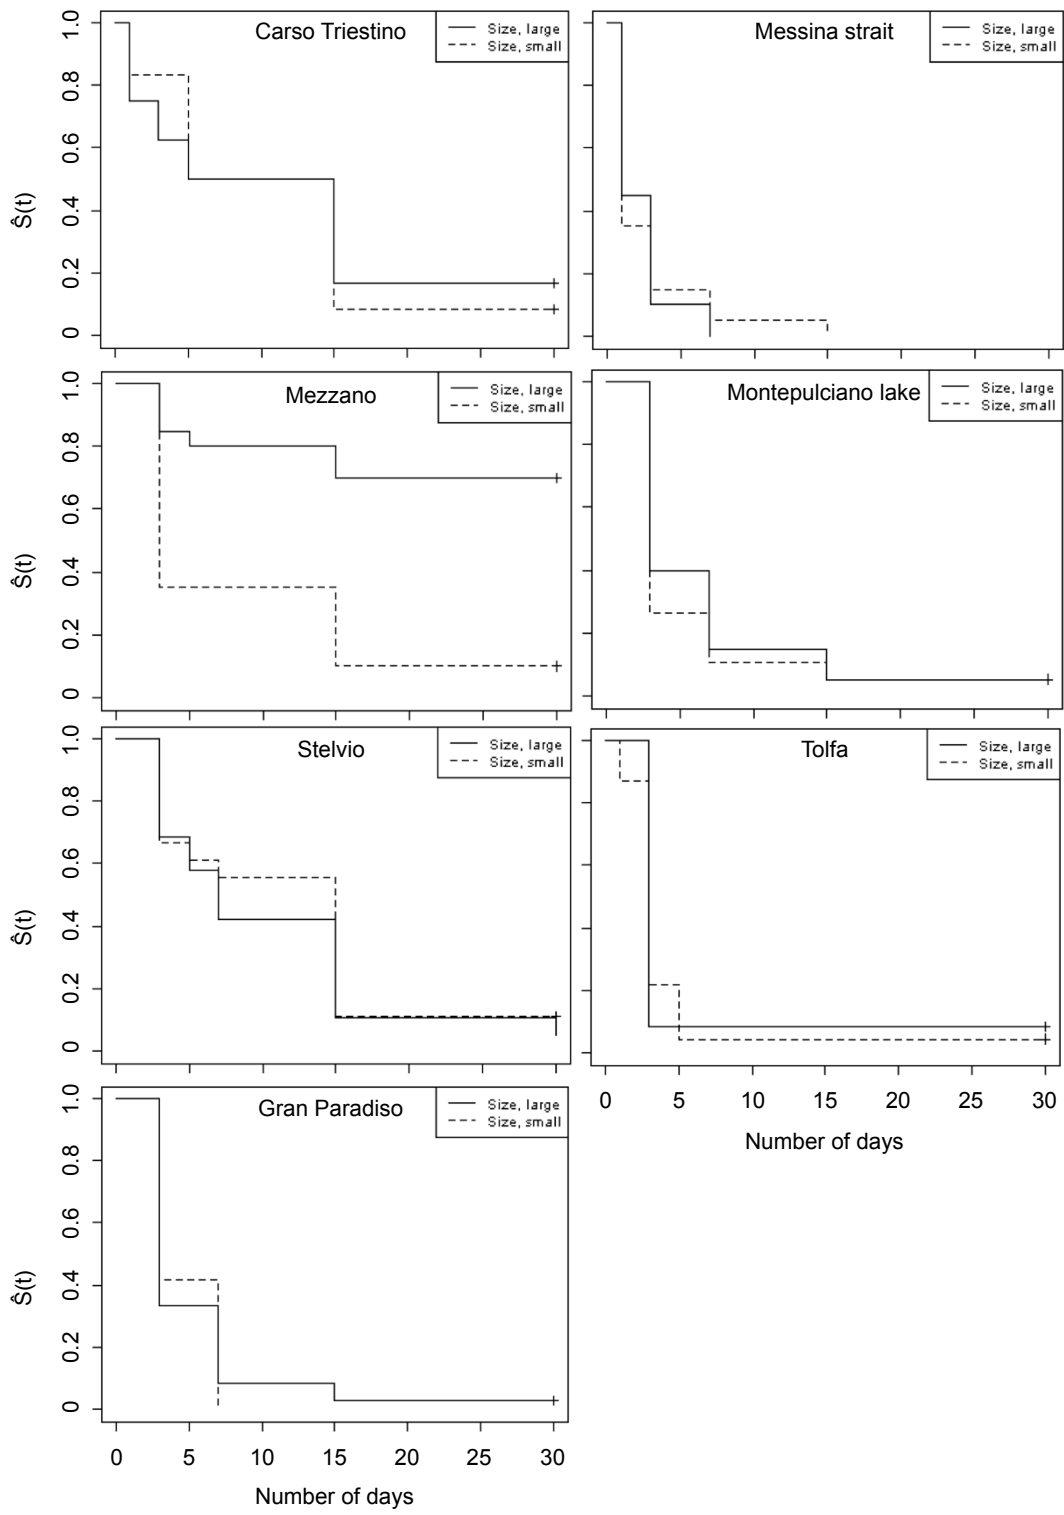 Carso Triestino
Size, large
Size, small
Ŝ(t)
1.0
0.8
0.6
0.4
0.2
0
Messina strait
Size, large
Size, small
Mezzano
Size, large
Size, small
Ŝ(t)
1.0
0.8
0.6
0.4
0.2
0
Montepulciano lake
Size, large
Size, small
Stelvio
Size, large
Size, small
Ŝ(t)
1.0
0.8
0.6
0.4
0.2
0
Tolfa
Size, large
Size, small
0 5 10 15 20 25 30
Number of days
Gran Paradiso
Size, large
Size, small
Ŝ(t)
1.0
0.8
0.6
0.4
0.2
0
0 5 10 15 20 25 30
Number of days